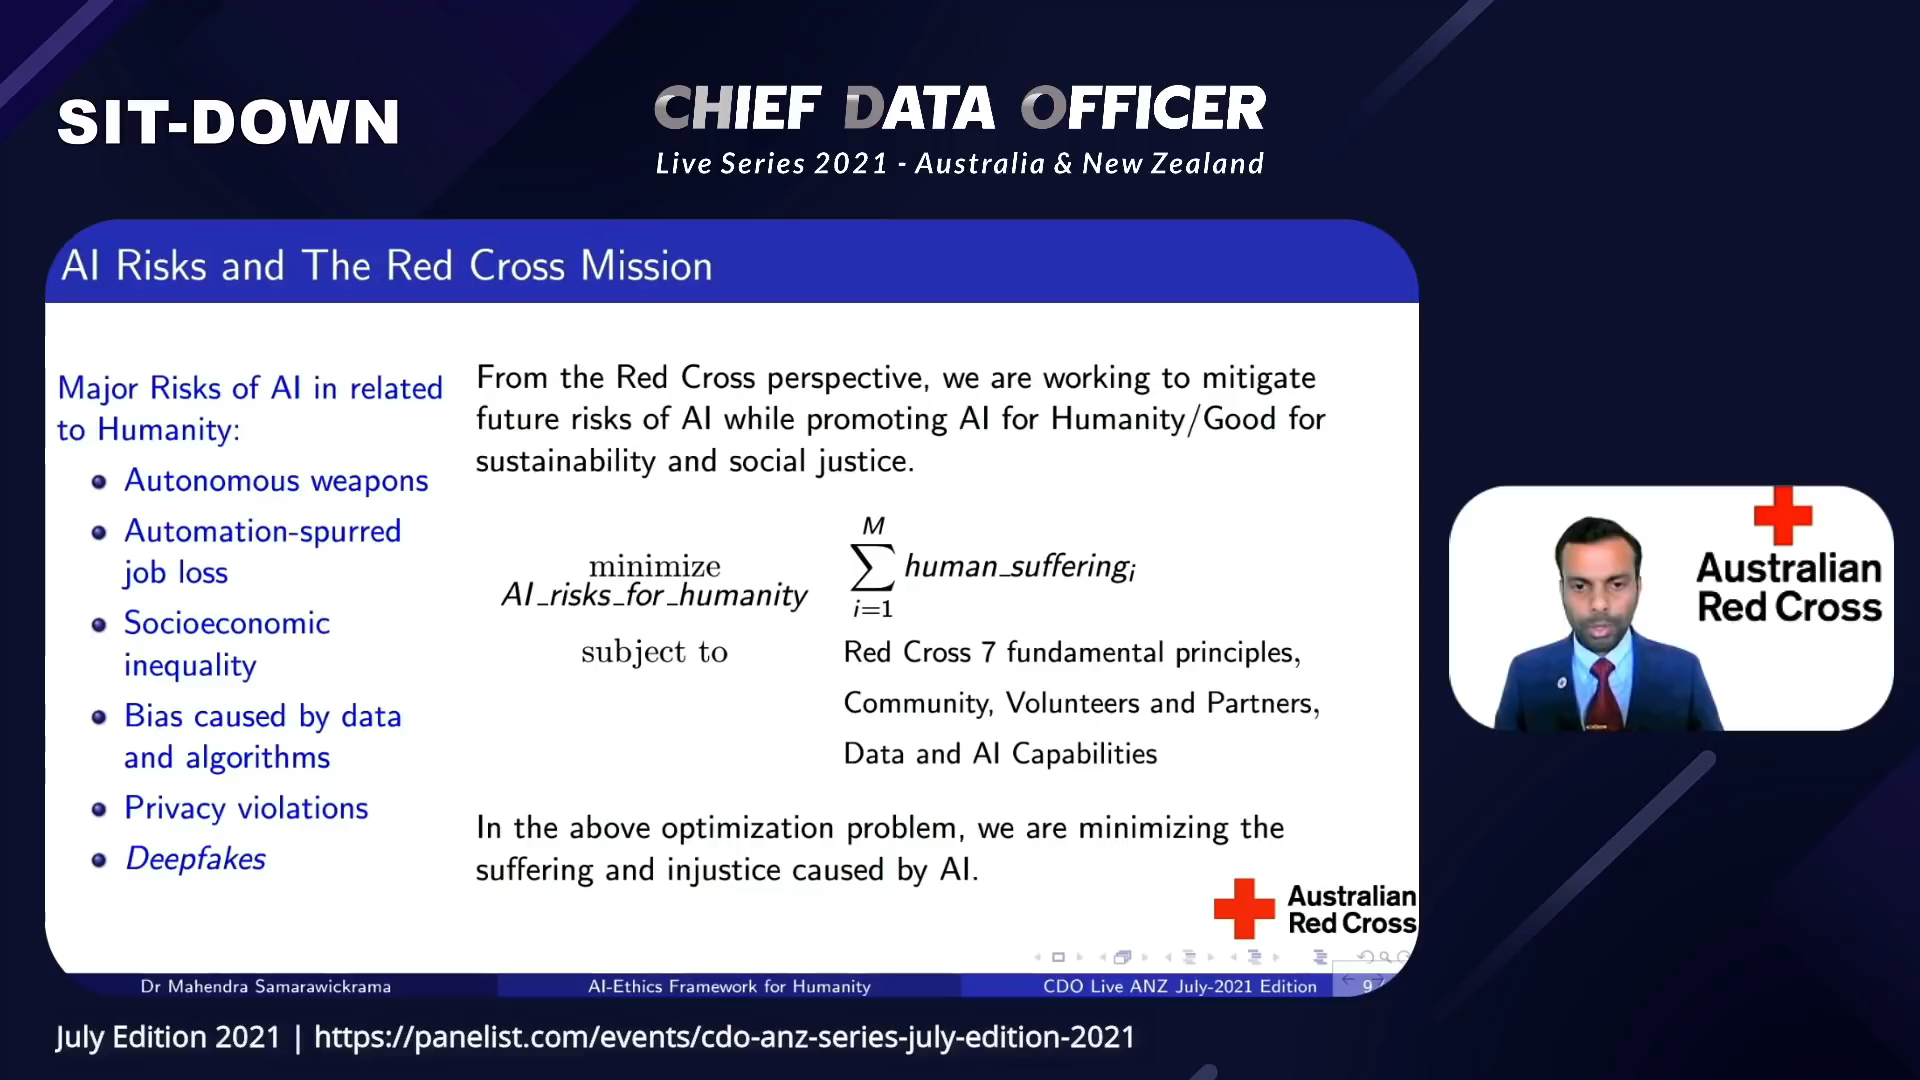 SIT-DOWN
CHIEF DATA OFFICER
Live Series 2021 - Australia & New Zealand
AI Risks and The Red Cross Mission
Major Risks of AI in related
to Humanity:
Autonomous weapons
Automation-spurred
job loss
Socioeconomic
inequality
Bias caused by data
and algorithms
Privacy violations
Deepfakes
From the Red Cross perspective, we are working to mitigate
future risks of AI while promoting AI for Humanity/Good for
sustainability and social justice.
minimize
AI_risks_for_humanity
M
∑ human_suffering_i
i=1
subject to
Red Cross 7 fundamental principles,
Community, Volunteers and Partners,
Data and AI Capabilities
In the above optimization problem, we are minimizing the
suffering and injustice caused by AI.
Australian
Red Cross
Dr Mahendra Samarawickrama
AI-Ethics Framework for Humanity
CDO Live ANZ July-2021 Edition
9 /
Australian
Red Cross
July Edition 2021 | https://panelist.com/events/cdo-anz-series-july-edition-2021